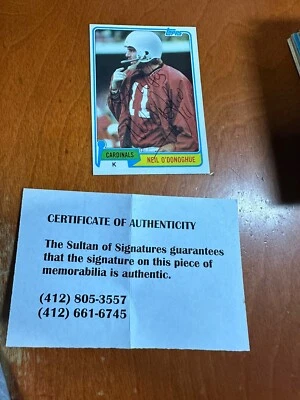 Topps
11
CARDINALS
NEIL O'DONOGHUE
K
CERTIFICATE OF AUTHENTICITY
The Sultan of Signatures guarantees
that the signature on this piece of
memorabilia is authentic.
(412) 805-3557
(412) 661-6745